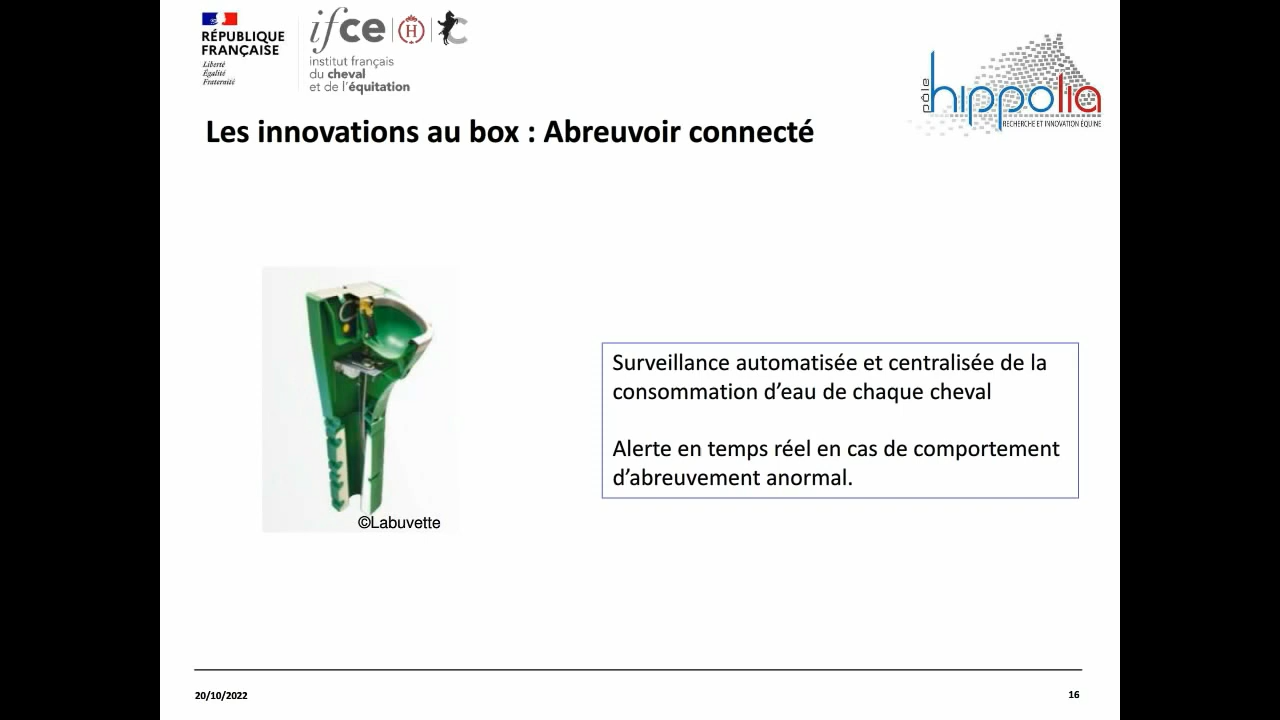 RÉPUBLIQUE
FRANÇAISE
Liberté
Égalité
Fraternité
ifce
H
institut français
du cheval
et de l'équitation
pôle
hippolia
RECHERCHE ET INNOVATION ÉQUINE
Les innovations au box : Abreuvoir connecté
©Labuvette
Surveillance automatisée et centralisée de la
consommation d'eau de chaque cheval
Alerte en temps réel en cas de comportement
d'abreuvement anormal.
20/10/2022
16